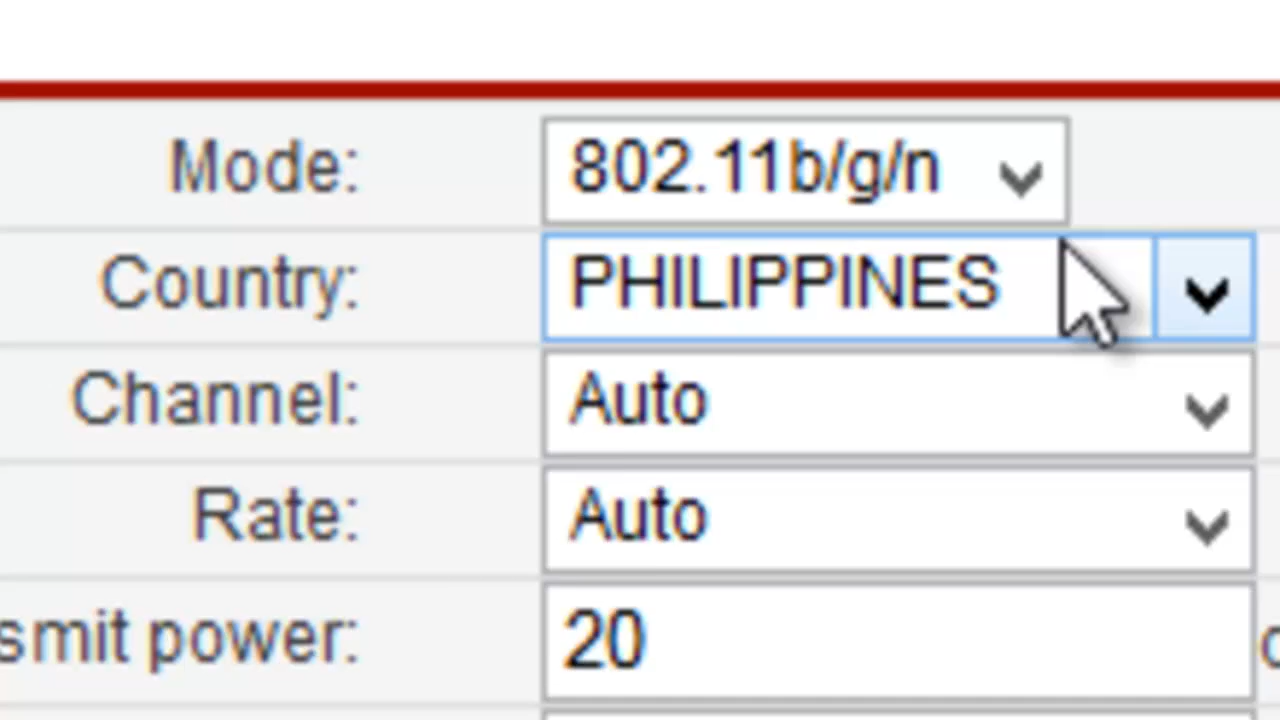 Mode: 802.11b/g/n
Country: PHILIPPINES
Channel: Auto
Rate: Auto
smit power: 20